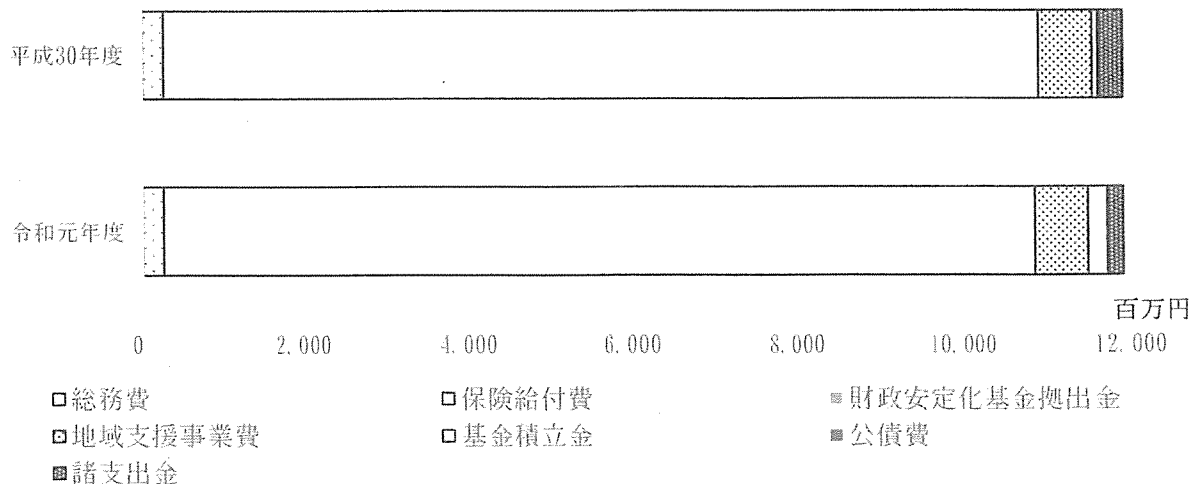 平成30年度
令和元年度
百万円
0 2,000 4,000 6,000 8,000 10,000 12,000
総務費 保険給付費 財政安定化基金拠出金
地域支援事業費 基金積立金 公債費
諸支出金